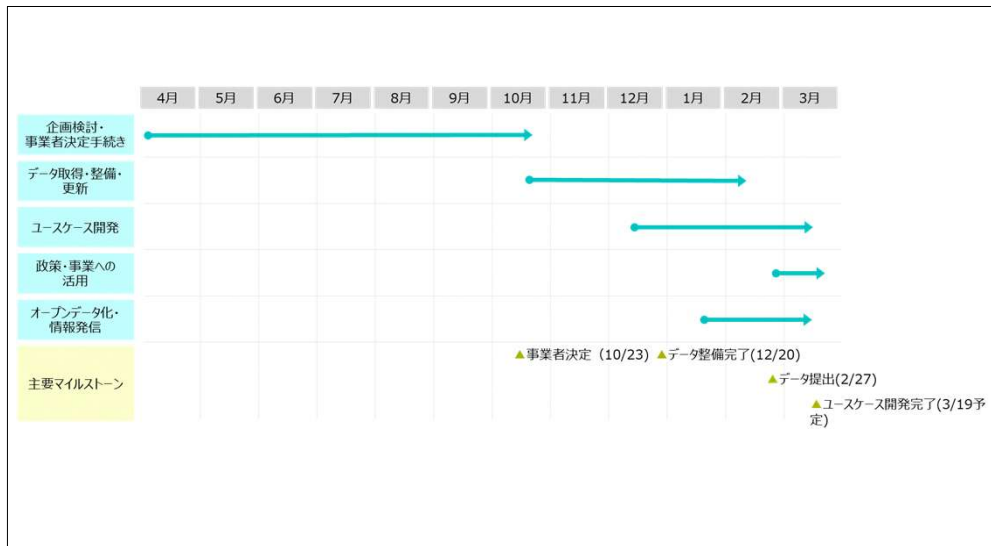 4月 5月 6月 7月 8月 9月 10月 11月 12月 1月 2月 3月
企画検討・
事業者決定手続き
データ取得・整備・
更新
ユースケース開発
政策・事業への
活用
オープンデータ化・
情報発信
主要マイルストーン
▲事業者決定（10/23) ▲データ整備完了(12/20)
▲データ提出(2/27)
▲ユースケース開発完了(3/19予
定)